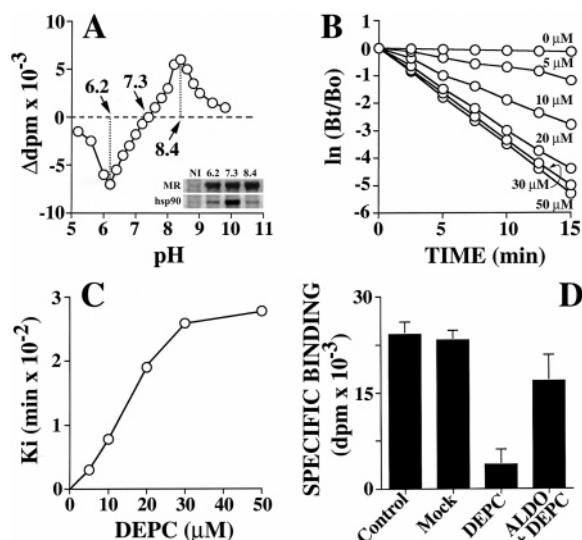 A
Δdpm x 10⁻³
10
5
0
-5
-10
6.2
7.3
8.4
NI 6.2 7.3 8.4
MR
hsp90
5 6 7 8 9 10 11
pH
B
ln (Bt/Bo)
0
-1
-2
-3
-4
-5
-6
0 μM
5 μM
10 μM
20 μM
30 μM
50 μM
0 5 10 15
TIME (min)
C
Ki (min x 10⁻²)
3
2
1
0
0 10 20 30 40 50
DEPC (μM)
D
SPECIFIC BINDING
(dpm x 10⁻³)
30
15
0
Control
Mock
DEPC
ALDO
+ DEPC